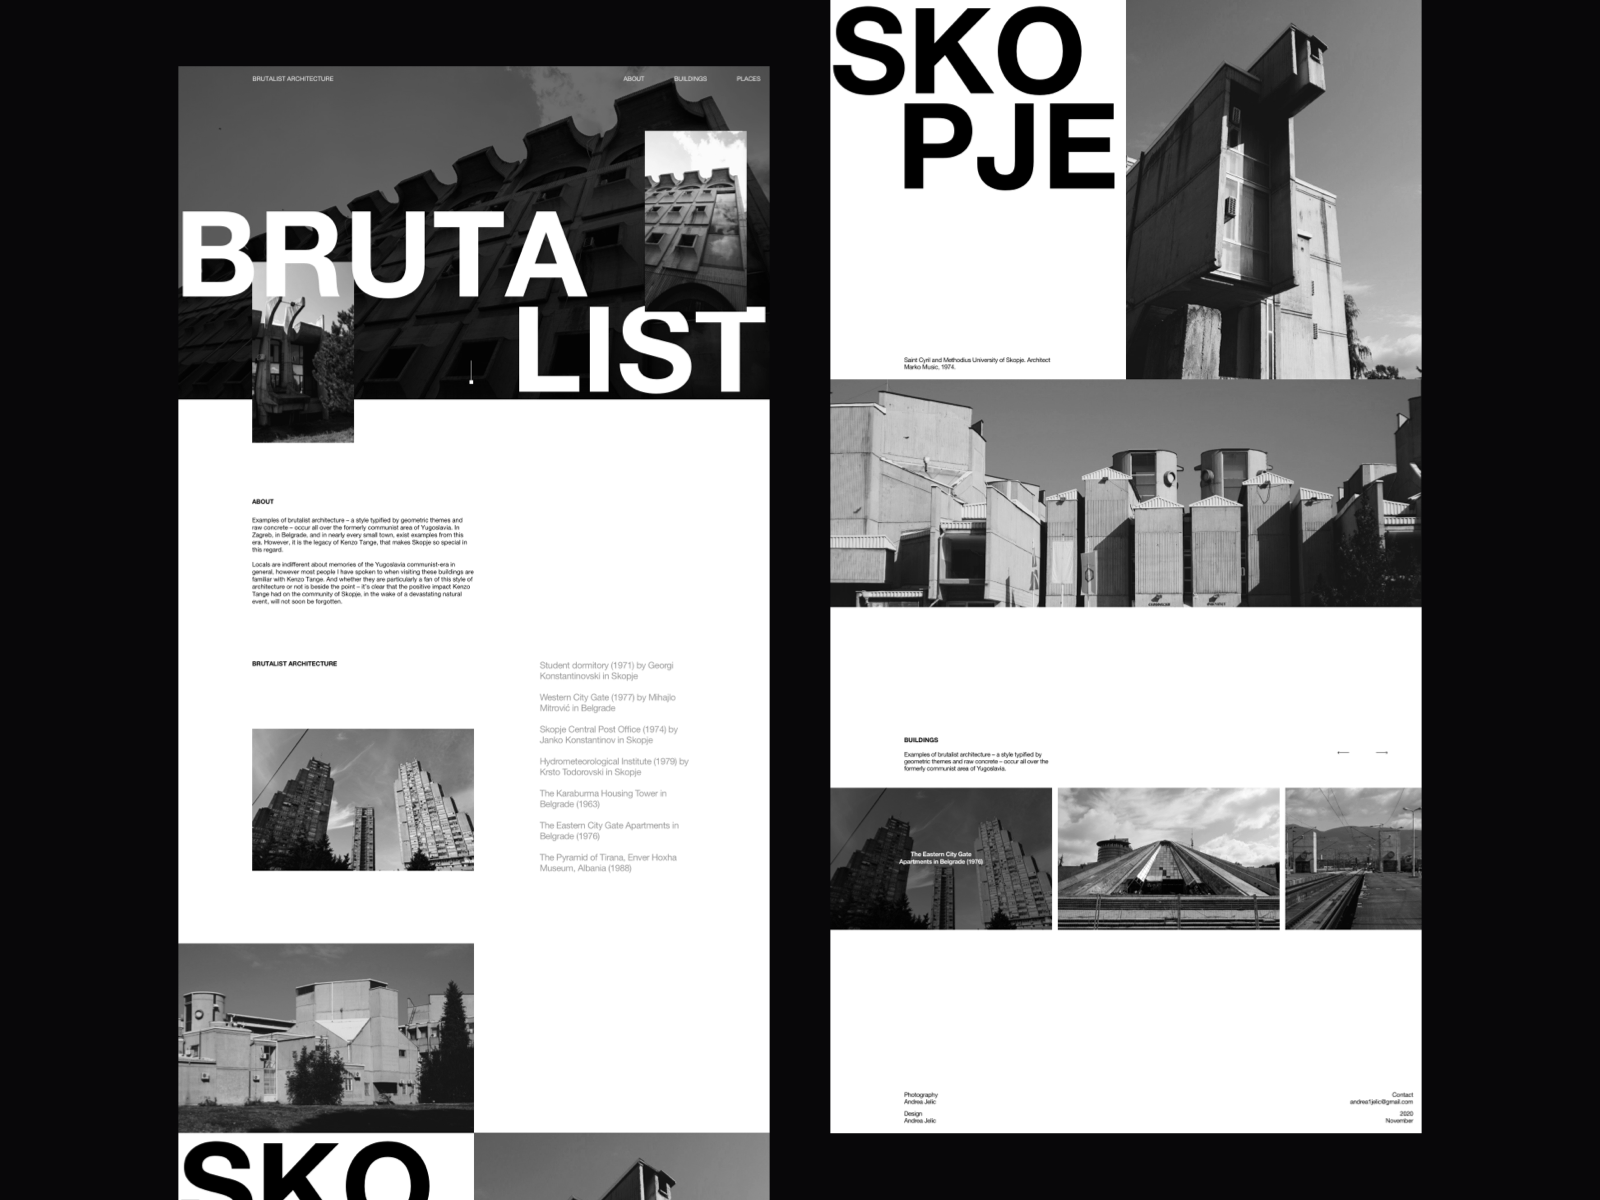 BRUTALIST ARCHITECTURE
ABOUT
BUILDINGS
PLACES
BRUTA
LIST
ABOUT
Examples of brutalist architecture – a style typified by geometric themes and
raw concrete – occur all over the formerly communist area of Yugoslavia. In
Zagreb, in Belgrade, and in nearly every small town, exist examples from this
era. However, it is the legacy of Kenzo Tange, that makes Skopje so special in
this regard.
Locals are indifferent about memories of the Yugoslavia communist-era in
general, however most people I have spoken to when visiting these buildings are
familiar with Kenzo Tange. And whether they are particularly a fan of this style of
architecture or not is beside the point – it's clear that the positive impact Kenzo
Tange had on the community of Skopje, in the wake of a devastating natural
event, will not soon be forgotten.
BRUTALIST ARCHITECTURE
Student dormitory (1971) by Georgi
Konstantinovski in Skopje
Western City Gate (1977) by Mihajlo
Mitrović in Belgrade
Skopje Central Post Office (1974) by
Janko Konstantinov in Skopje
Hydrometeorological Institute (1979) by
Krsto Todorovski in Skopje
The Karaburma Housing Tower in
Belgrade (1963)
The Eastern City Gate Apartments in
Belgrade (1976)
The Pyramid of Tirana, Enver Hoxha
Museum, Albania (1988)
SKO
SKO
PJE
Saint Cyril and Methodius University of Skopje. Architect
Marko Music, 1974.
BUILDINGS
Examples of brutalist architecture – a style typified by
geometric themes and raw concrete – occur all over the
formerly communist area of Yugoslavia.
The Eastern City Gate
Apartments in Belgrade (1976)
Photography
Andrea Jelic
Design
Andrea Jelic
Contact
andrea1jelic@gmail.com
2020
November